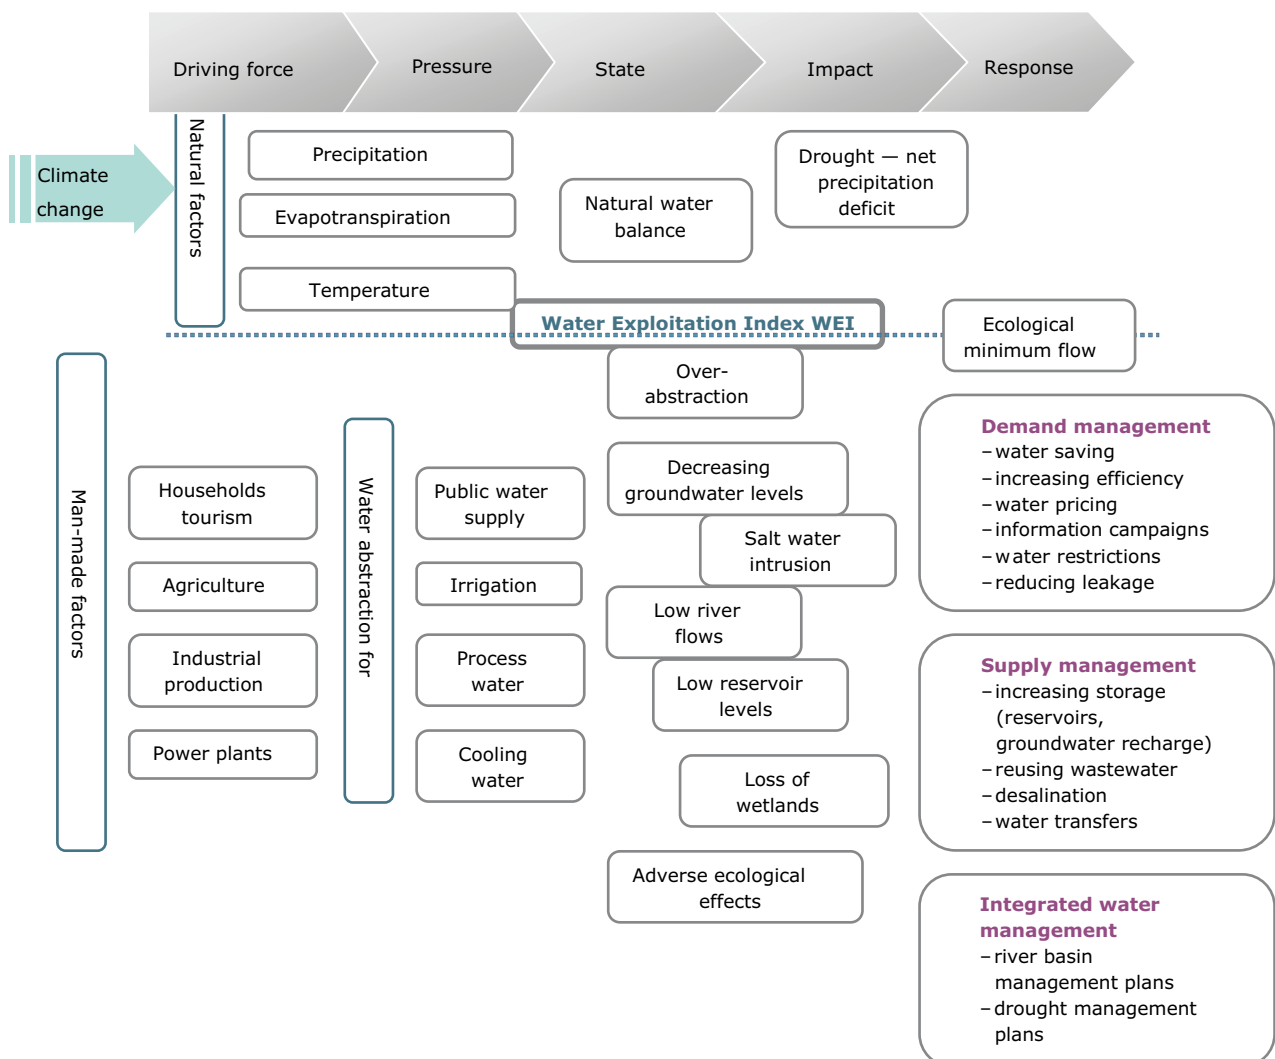 Driving force
Pressure
State
Impact
Response
Climate
change
Natural factors
Precipitation
Evapotranspiration
Temperature
Natural water
balance
Drought — net
precipitation
deficit
Water Exploitation Index WEI
Ecological
minimum flow
Man-made factors
Households
tourism
Agriculture
Industrial
production
Power plants
Water abstraction for
Public water
supply
Irrigation
Process
water
Cooling
water
Over-
abstraction
Decreasing
groundwater levels
Salt water
intrusion
Low river
flows
Low reservoir
levels
Loss of
wetlands
Adverse ecological
effects
Demand management
– water saving
– increasing efficiency
– water pricing
– information campaigns
– water restrictions
– reducing leakage
Supply management
– increasing storage
(reservoirs,
groundwater recharge)
– reusing wastewater
– desalination
– water transfers
Integrated water
management
– river basin
management plans
– drought management
plans